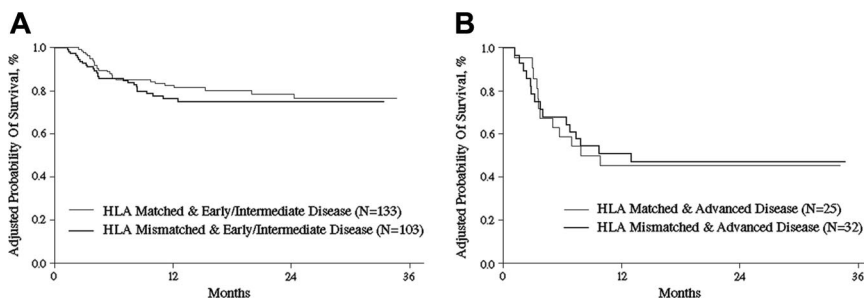 A
Adjusted Probability Of Survival, %
1.0
0.8
0.6
0.4
0.2
0.0
HLA Matched & Early/Intermediate Disease (N=133)
HLA Mismatched & Early/Intermediate Disease (N=103)
0 12 24 36
Months
B
Adjusted Probability Of Survival, %
1.0
0.8
0.6
0.4
0.2
0.0
HLA Matched & Advanced Disease (N=25)
HLA Mismatched & Advanced Disease (N=32)
0 12 24 36
Months